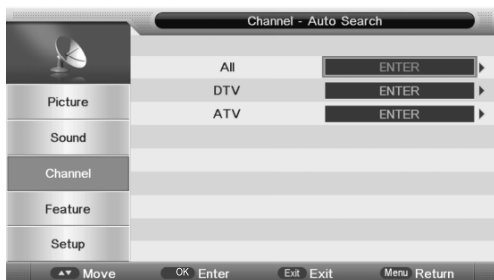 Channel - Auto Search
All ENTER
DTV ENTER
ATV ENTER
Picture
Sound
Channel
Feature
Setup
Move OK Enter Exit Exit Menu Return